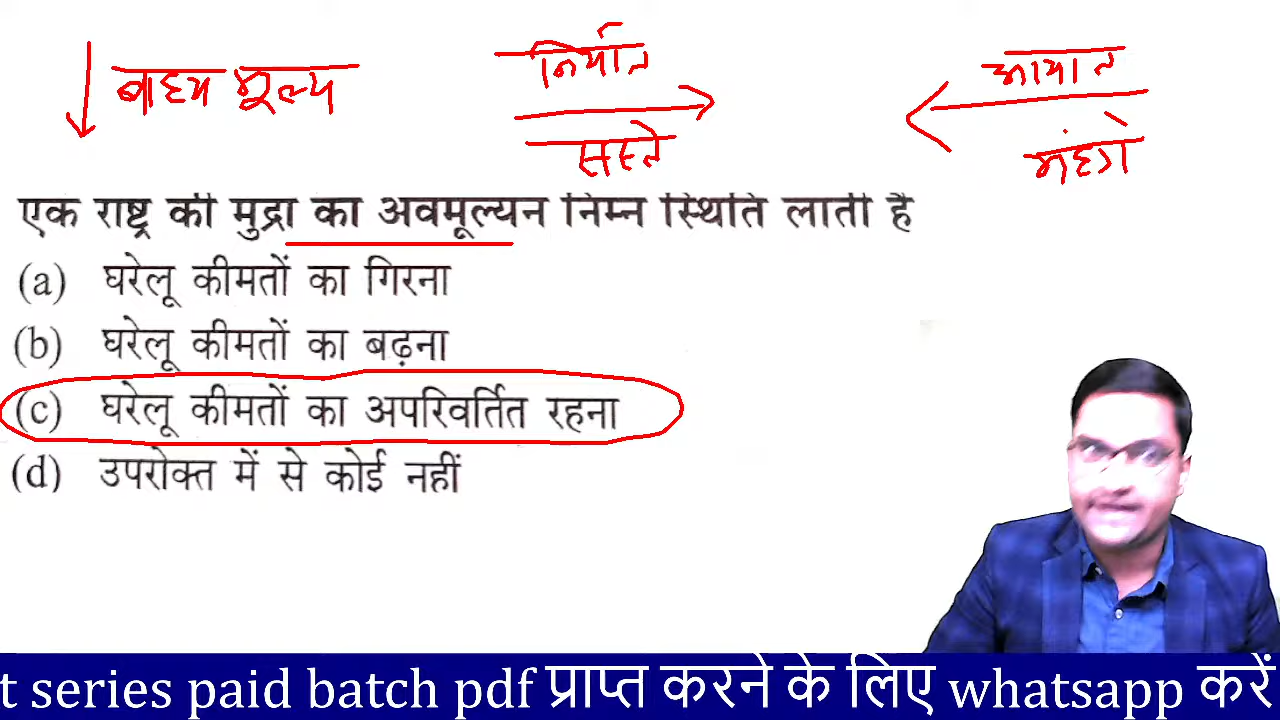 बाह्य मूल्य
निर्यात
सस्ते
आयात
मंहगे
एक राष्ट्र की मुद्रा का अवमूल्यन निम्न स्थिति लाती है
(a) घरेलू कीमतों का गिरना
(b) घरेलू कीमतों का बढ़ना
(c) घरेलू कीमतों का अपरिवर्तित रहना
(d) उपरोक्त में से कोई नहीं
t series paid batch pdf प्राप्त करने के लिए whatsapp करें